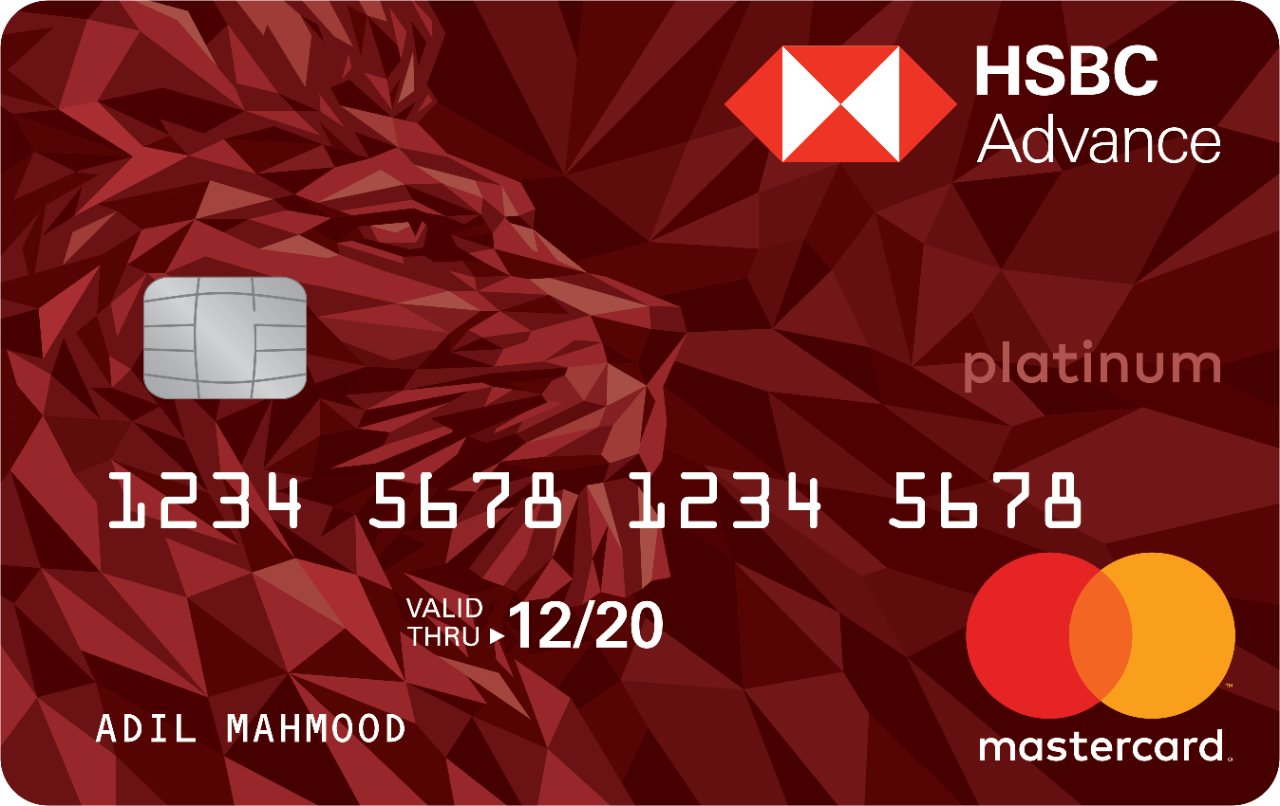 HSBC
Advance
platinum
1234 5678 1234 5678
VALID
THRU ▸12/20
ADIL MAHMOOD
mastercard.